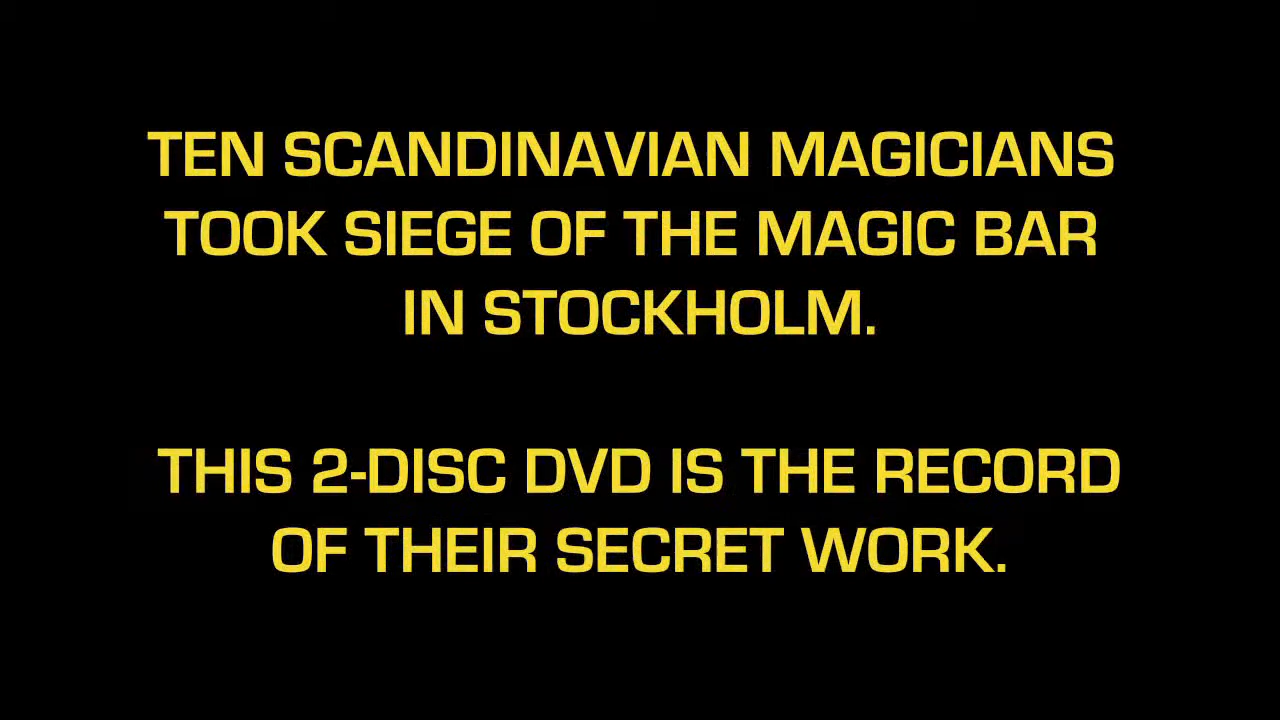 TEN SCANDINAVIAN MAGICIANS
TOOK SIEGE OF THE MAGIC BAR
IN STOCKHOLM.
THIS 2-DISC DVD IS THE RECORD
OF THEIR SECRET WORK.